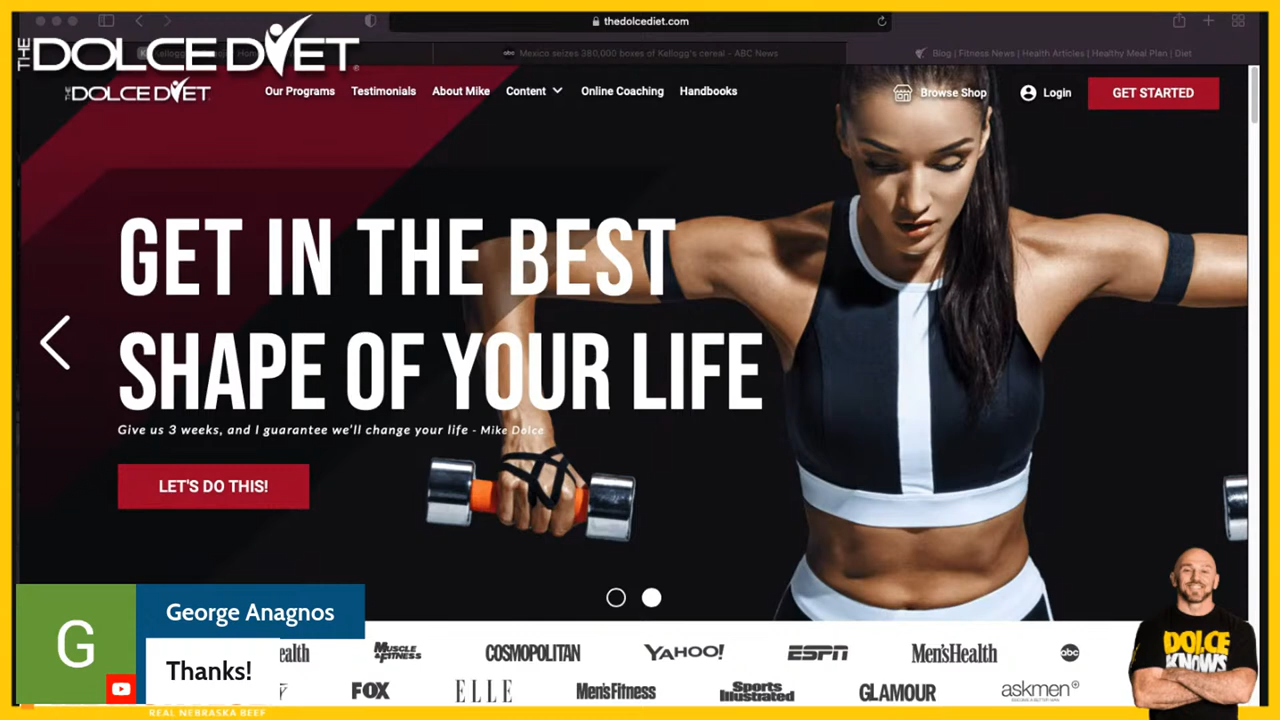 thedolcediet.com
THE DOLCE DIET
Mexico seizes 380,000 boxes of Kellogg's cereal - ABC News
Blog | Fitness News | Health Articles | Healthy Meal Plan | Diet
THE DOLCE DIET
Our Programs
Testimonials
About Mike
Content
Online Coaching
Handbooks
Browse Shop
Login
GET STARTED
GET IN THE BEST
SHAPE OF YOUR LIFE
Give us 3 weeks, and I guarantee we'll change your life - Mike Dolce
LET'S DO THIS!
G
George Anagnos
Thanks!
ealth
MUSCLE & FITNESS
COSMOPOLITAN
YAHOO!
ESPN
Men'sHealth
abc
FOX
ELLE
Men'sFitness
Sports Illustrated
GLAMOUR
askmen
REAL NEBRASKA BEEF
DOLCE
KNOWS